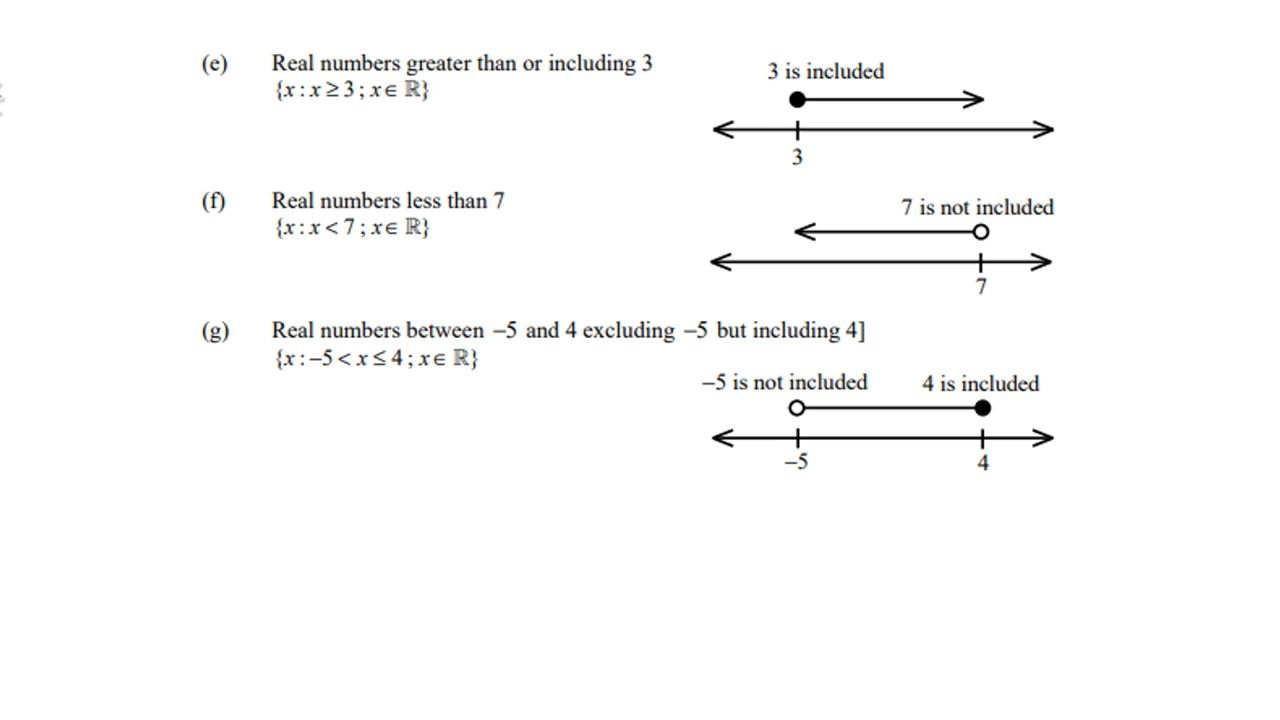 (e) Real numbers greater than or including 3
{x : x ≥ 3 ; x ∈ ℝ}
3 is included
3
(f) Real numbers less than 7
{x : x < 7 ; x ∈ ℝ}
7 is not included
7
(g) Real numbers between –5 and 4 excluding –5 but including 4]
{x : –5 < x ≤ 4 ; x ∈ ℝ}
–5 is not included 4 is included
–5 4